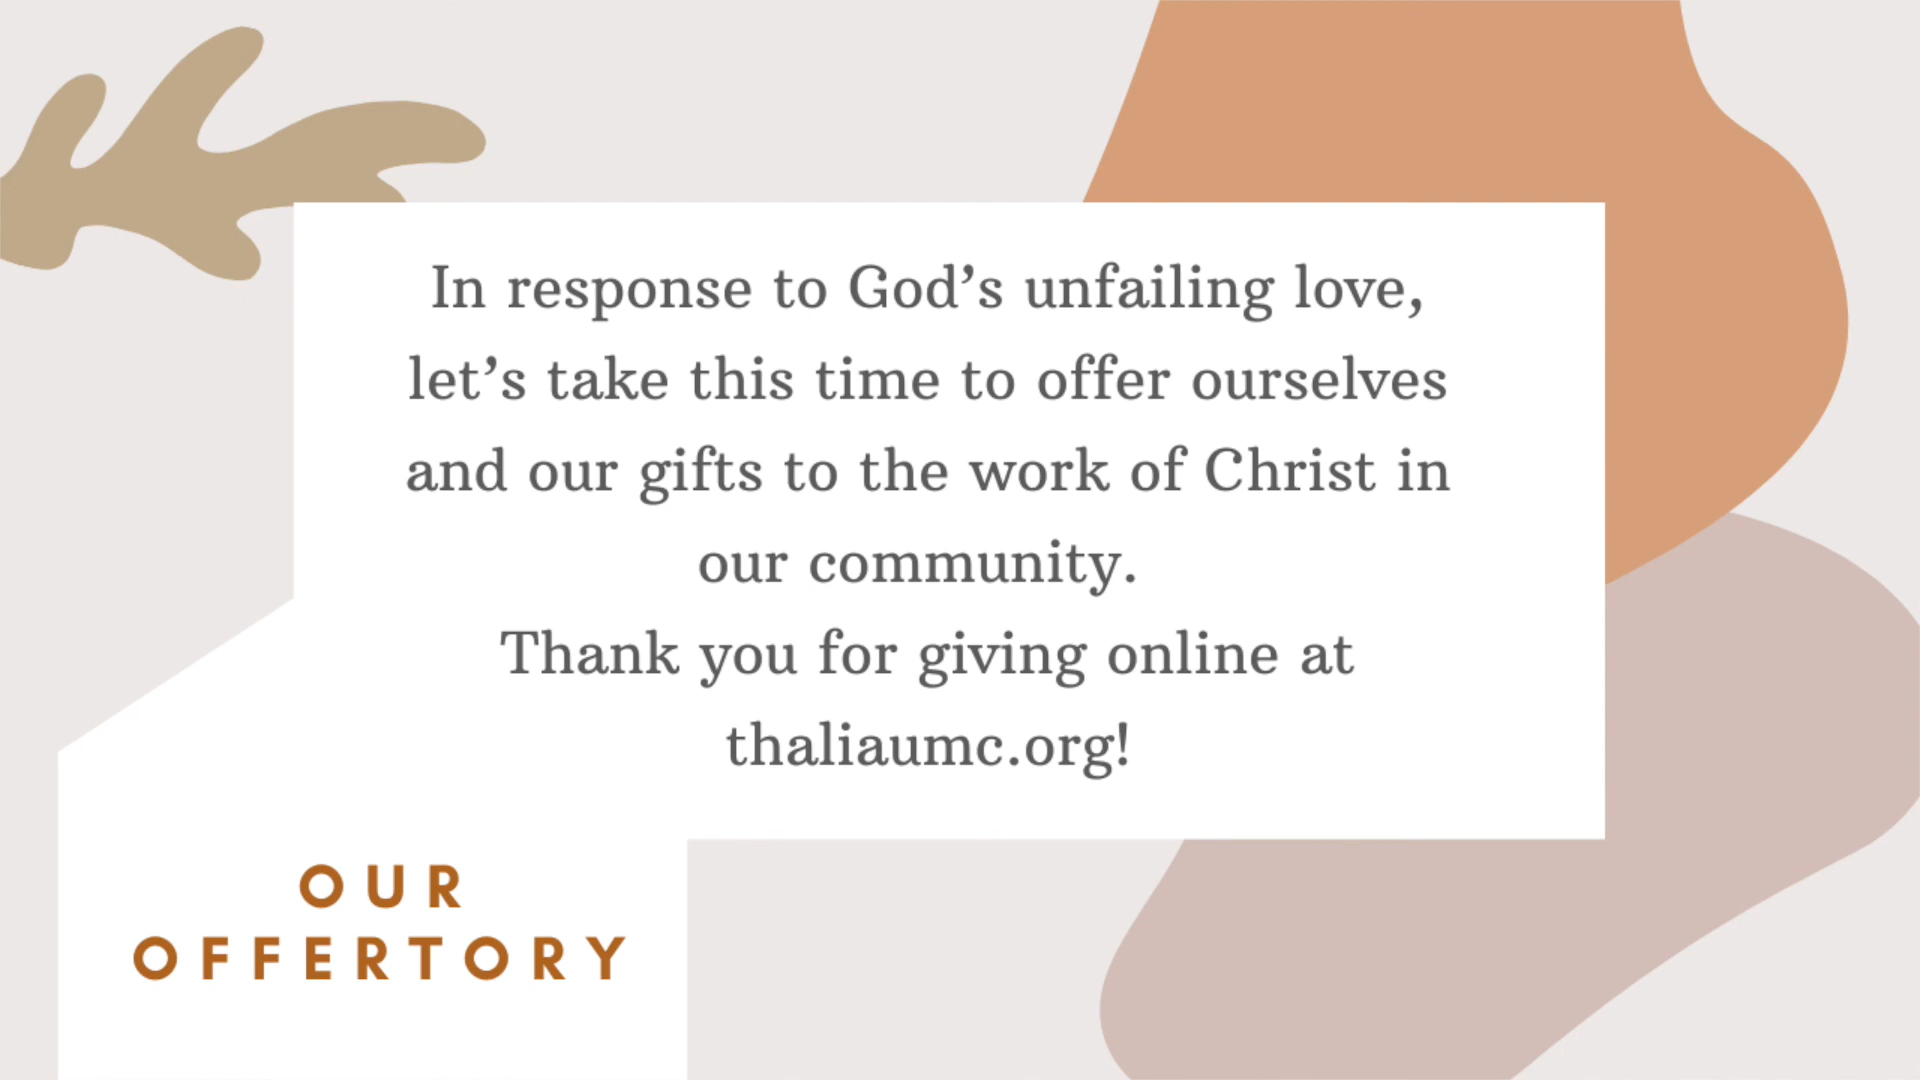 In response to God’s unfailing love,
let’s take this time to offer ourselves
and our gifts to the work of Christ in
our community.
Thank you for giving online at
thaliaumc.org!
OUR
OFFERTORY